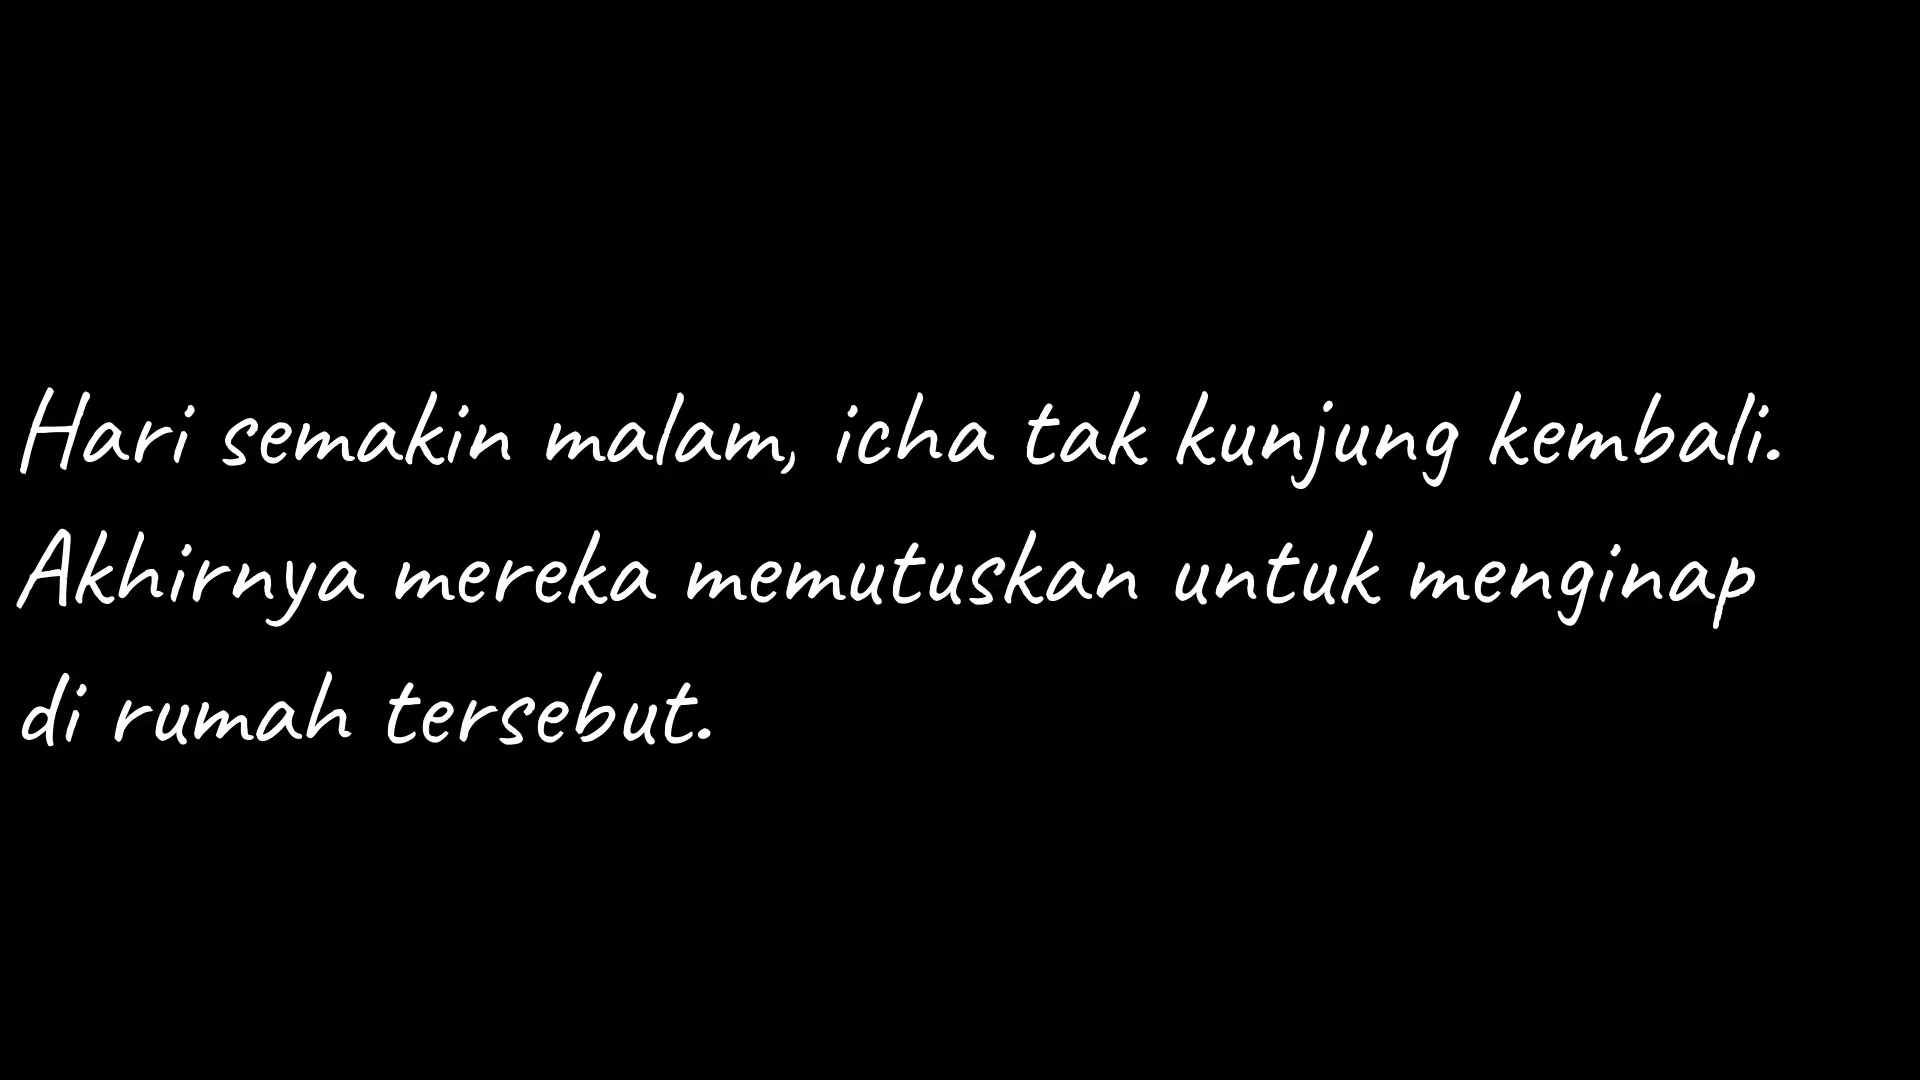 Hari semakin malam, icha tak kunjung kembali.
Akhirnya mereka memutuskan untuk menginap
di rumah tersebut.